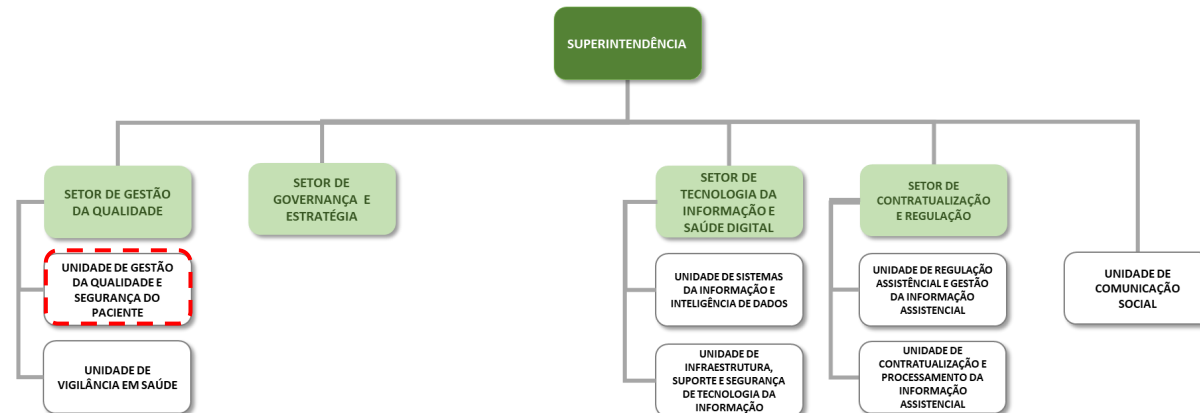 SUPERINTENDÊNCIA
SETOR DE GESTÃO
DA QUALIDADE
SETOR DE
GOVERNANÇA E
ESTRATÉGIA
SETOR DE
TECNOLOGIA DA
INFORMAÇÃO E
SAÚDE DIGITAL
SETOR DE
CONTRATUALIZAÇÃO
E REGULAÇÃO
UNIDADE DE GESTÃO
DA QUALIDADE E
SEGURANÇA DO
PACIENTE
UNIDADE DE SISTEMAS
DA INFORMAÇÃO E
INTELIGÊNCIA DE DADOS
UNIDADE DE REGULAÇÃO
ASSISTÊNCIAL E GESTÃO
DA INFORMAÇÃO
ASSISTENCIAL
UNIDADE DE
COMUNICAÇÃO
SOCIAL
UNIDADE DE
VIGILÂNCIA EM SAÚDE
UNIDADE DE
INFRAESTRUTURA,
SUPORTE E SEGURANÇA
DE TECNOLOGIA DA
INFORMAÇÃO
UNIDADE DE
CONTRATUALIZAÇÃO E
PROCESSAMENTO DA
INFORMAÇÃO
ASSISTENCIAL